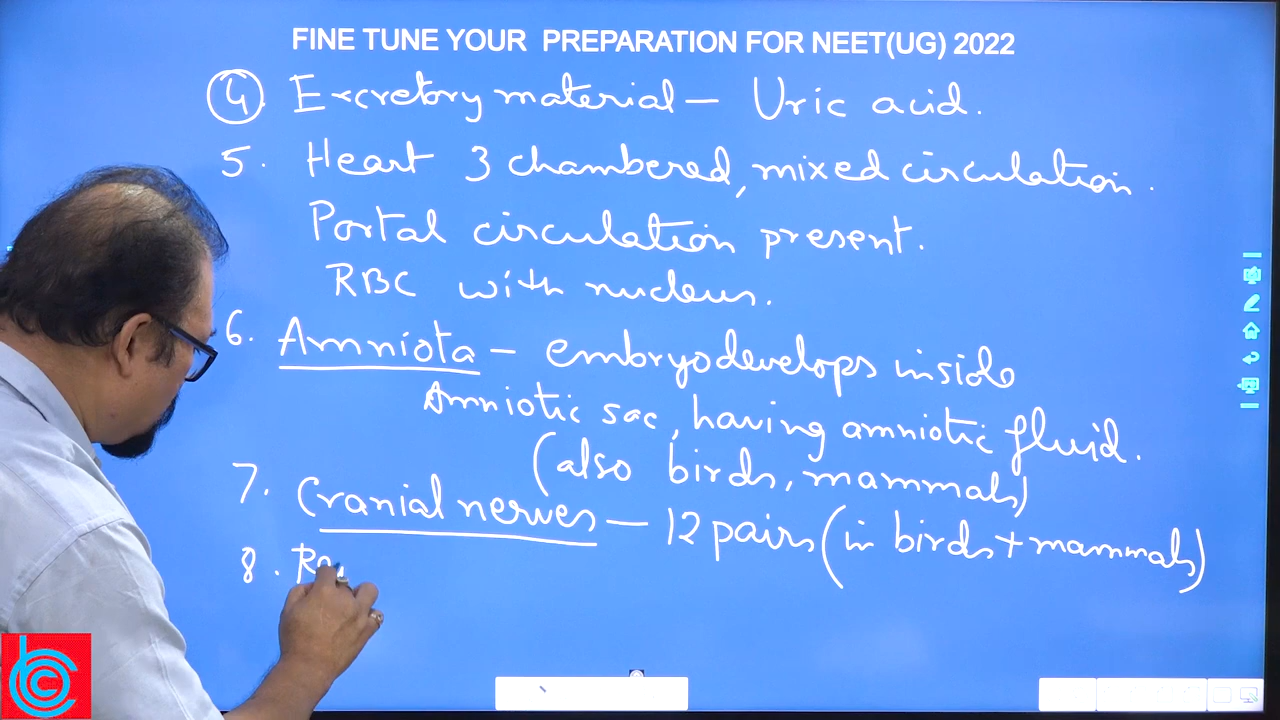 FINE TUNE YOUR PREPARATION FOR NEET(UG) 2022
4. Excretory material - Uric acid.
5. Heart 3 chambered, mixed circulation.
Portal circulation present.
RBC with nucleus.
6. Amniota - embryo develops inside
Amniotic sac, having amniotic fluid.
(also birds, mammals)
7. Cranial nerves - 12 pairs (in birds + mammals)
8.